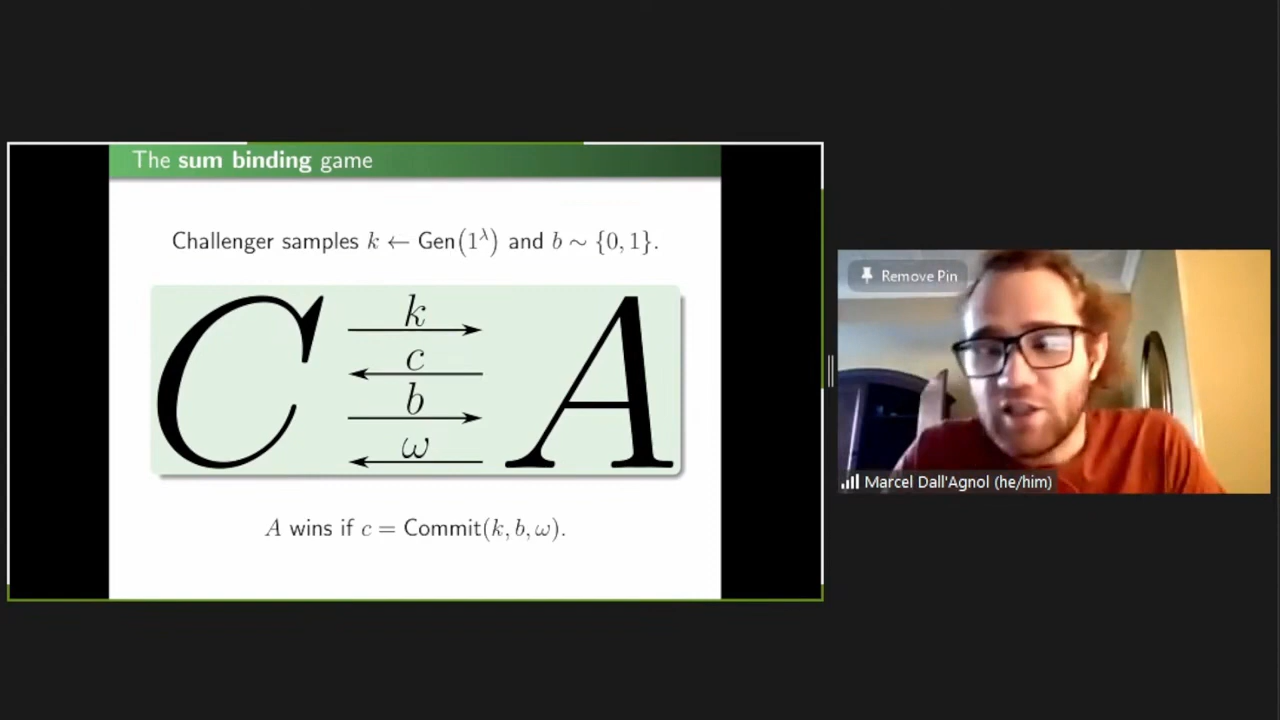 The sum binding game
Challenger samples k ← Gen(1^λ) and b ∼ {0, 1}.
C
k
c
b
ω
A
A wins if c = Commit(k, b, ω).
Remove Pin
Marcel Dall'Agnol (he/him)